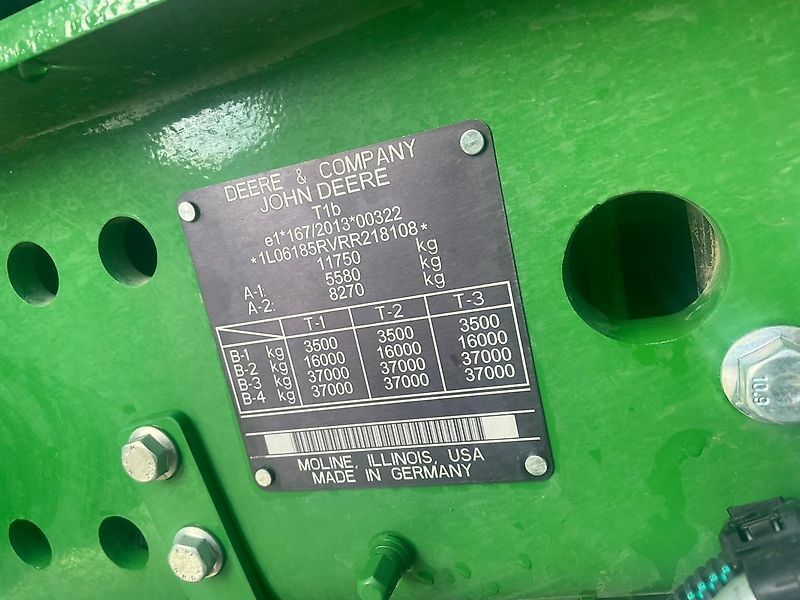 DEERE & COMPANY
JOHN DEERE
T1b
e1*167/2013*00322
*1L06185RVRR218108*
11750 kg
A-1: 5580 kg
A-2: 8270 kg
T-1 T-2 T-3
B-1 kg 3500 3500 3500
B-2 kg 16000 16000 16000
B-3 kg 37000 37000 37000
B-4 kg 37000 37000 37000
MOLINE, ILLINOIS, USA
MADE IN GERMANY
10.9